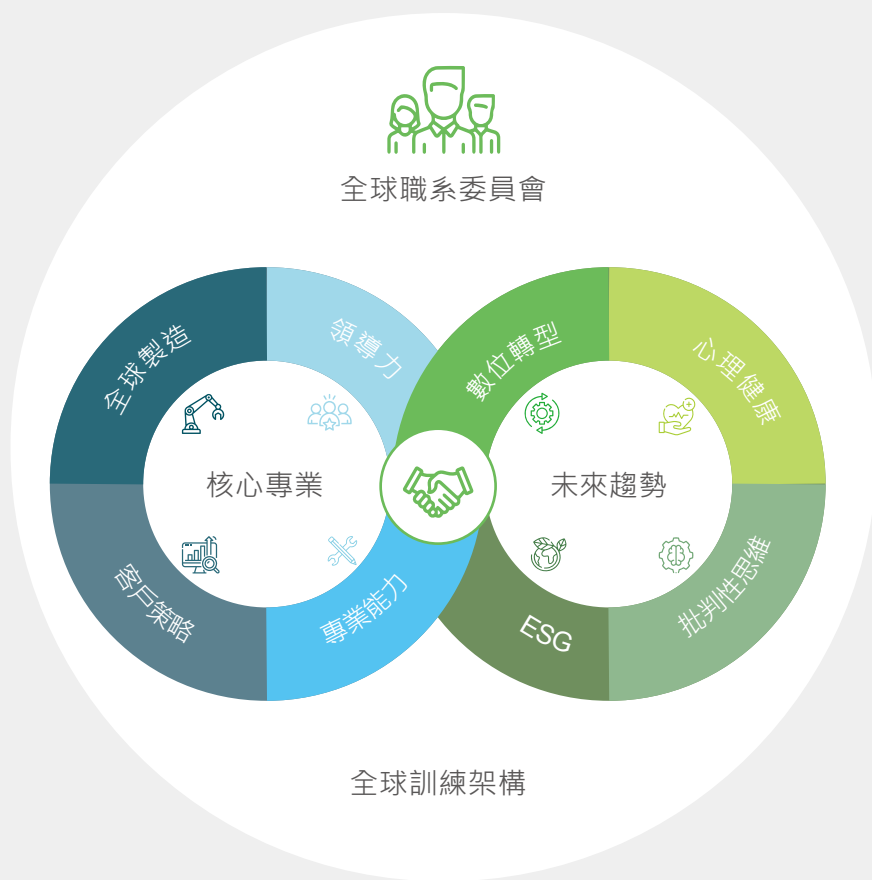 全球職系委員會
全球製造
領導力
核心專業
客戶策略
專業能力
數位轉型
心理健康
未來趨勢
ESG
批判性思維
全球訓練架構